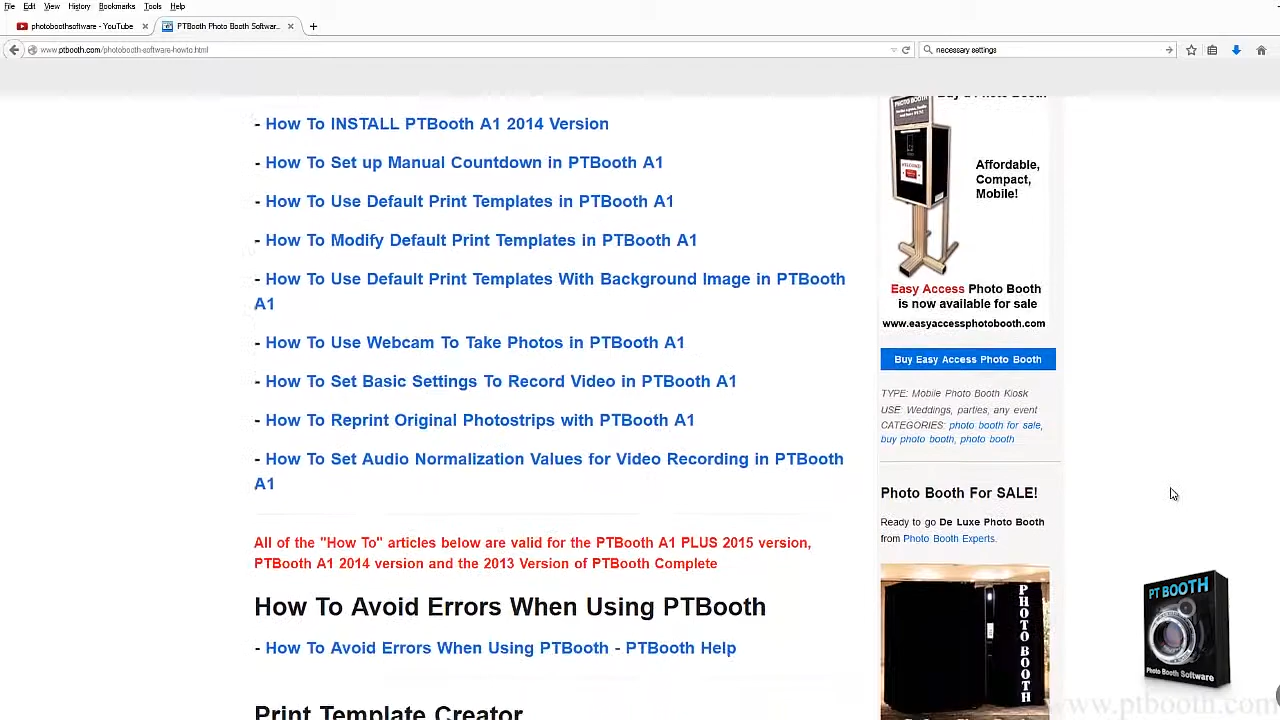 File Edit View History Bookmarks Tools Help
photoboothsoftware - YouTube × PTBooth Photo Booth Softwar... × +
www.ptbooth.com/photobooth-software-howto.html necessary settings
- How To INSTALL PTBooth A1 2014 Version
- How To Set up Manual Countdown in PTBooth A1
- How To Use Default Print Templates in PTBooth A1
- How To Modify Default Print Templates in PTBooth A1
- How To Use Default Print Templates With Background Image in PTBooth
A1
- How To Use Webcam To Take Photos in PTBooth A1
- How To Set Basic Settings To Record Video in PTBooth A1
- How To Reprint Original Photostrips with PTBooth A1
- How To Set Audio Normalization Values for Video Recording in PTBooth
A1
All of the "How To" articles below are valid for the PTBooth A1 PLUS 2015 version,
PTBooth A1 2014 version and the 2013 Version of PTBooth Complete
How To Avoid Errors When Using PTBooth
- How To Avoid Errors When Using PTBooth - PTBooth Help
Print Template Creator
Buy a Photo Booth
PHOTO BOOTH
Affordable,
Compact,
Mobile!
Easy Access Photo Booth
is now available for sale
www.easyaccessphotobooth.com
Buy Easy Access Photo Booth
TYPE: Mobile Photo Booth Kiosk
USE: Weddings, parties, any event
CATEGORIES: photo booth for sale,
buy photo booth, photo booth
Photo Booth For SALE!
Ready to go De Luxe Photo Booth
from Photo Booth Experts.
PHOTO BOOTH
PT BOOTH
Photo Booth Software
www.ptbooth.com